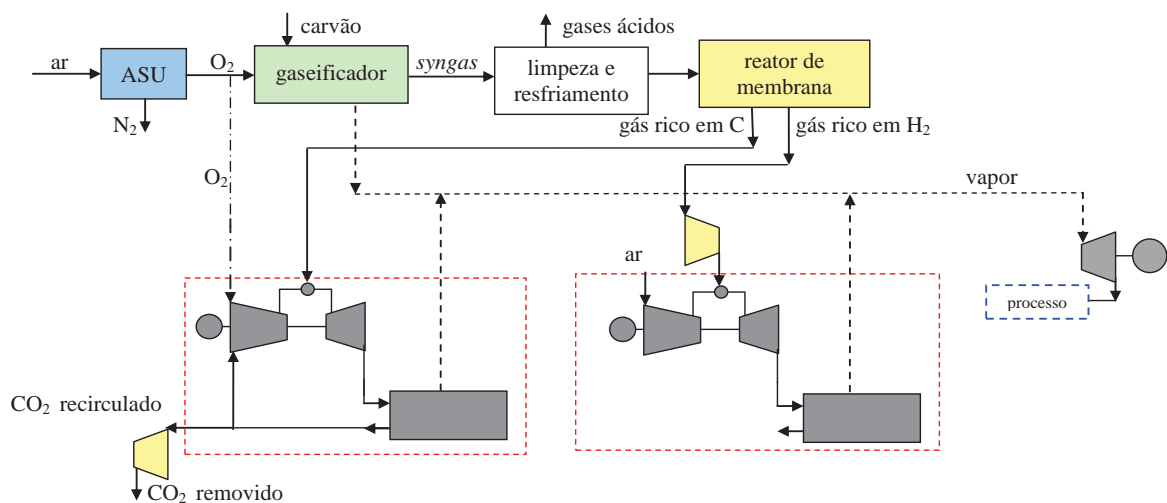 carvão
gases ácidos
ar
ASU
O₂
gaseificador
syngas
limpeza e
resfriamento
reator de
membrana
N₂
gás rico em C
gás rico em H₂
O₂
vapor
ar
processo
CO₂ recirculado
CO₂ removido